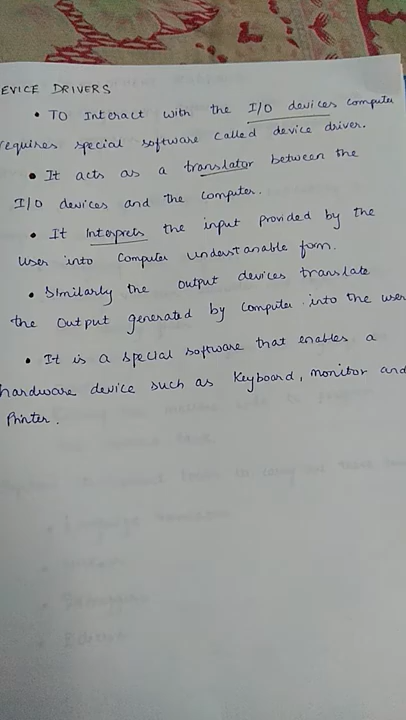 EVICE DRIVERS
• TO Interact with the I/O devices computer
requires special software called device driver.
• It acts as a translator between the
I/O devices and the computer.
• It Interprets the input provided by the
user into Computer understanable form.
• Similarly the output devices translate
the output generated by computer into the user
• It is a special software that enables a
hardware device such as Keyboard, monitor and
Printer.